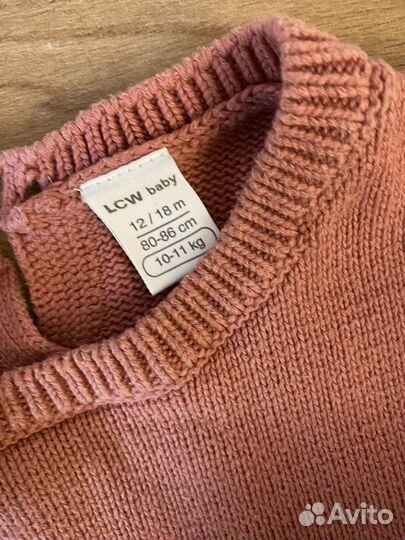 LCW baby
12 / 18 m
80-86 cm
10-11 kg
Avito